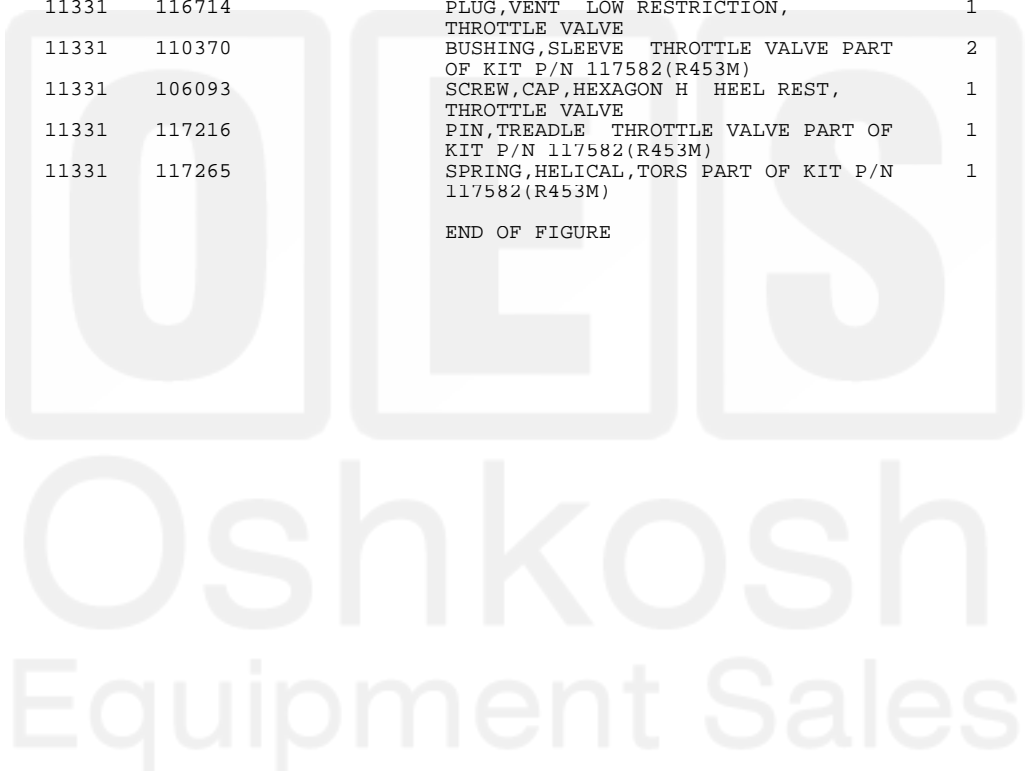 11331 116714 PLUG,VENT LOW RESTRICTION, 1
THROTTLE VALVE
11331 110370 BUSHING,SLEEVE THROTTLE VALVE PART 2
OF KIT P/N 117582(R453M)
11331 106093 SCREW,CAP,HEXAGON H HEEL REST, 1
THROTTLE VALVE
11331 117216 PIN,TREADLE THROTTLE VALVE PART OF 1
KIT P/N 117582(R453M)
11331 117265 SPRING,HELICAL,TORS PART OF KIT P/N 1
117582(R453M)
END OF FIGURE
OES
Oshkosh
Equipment Sales